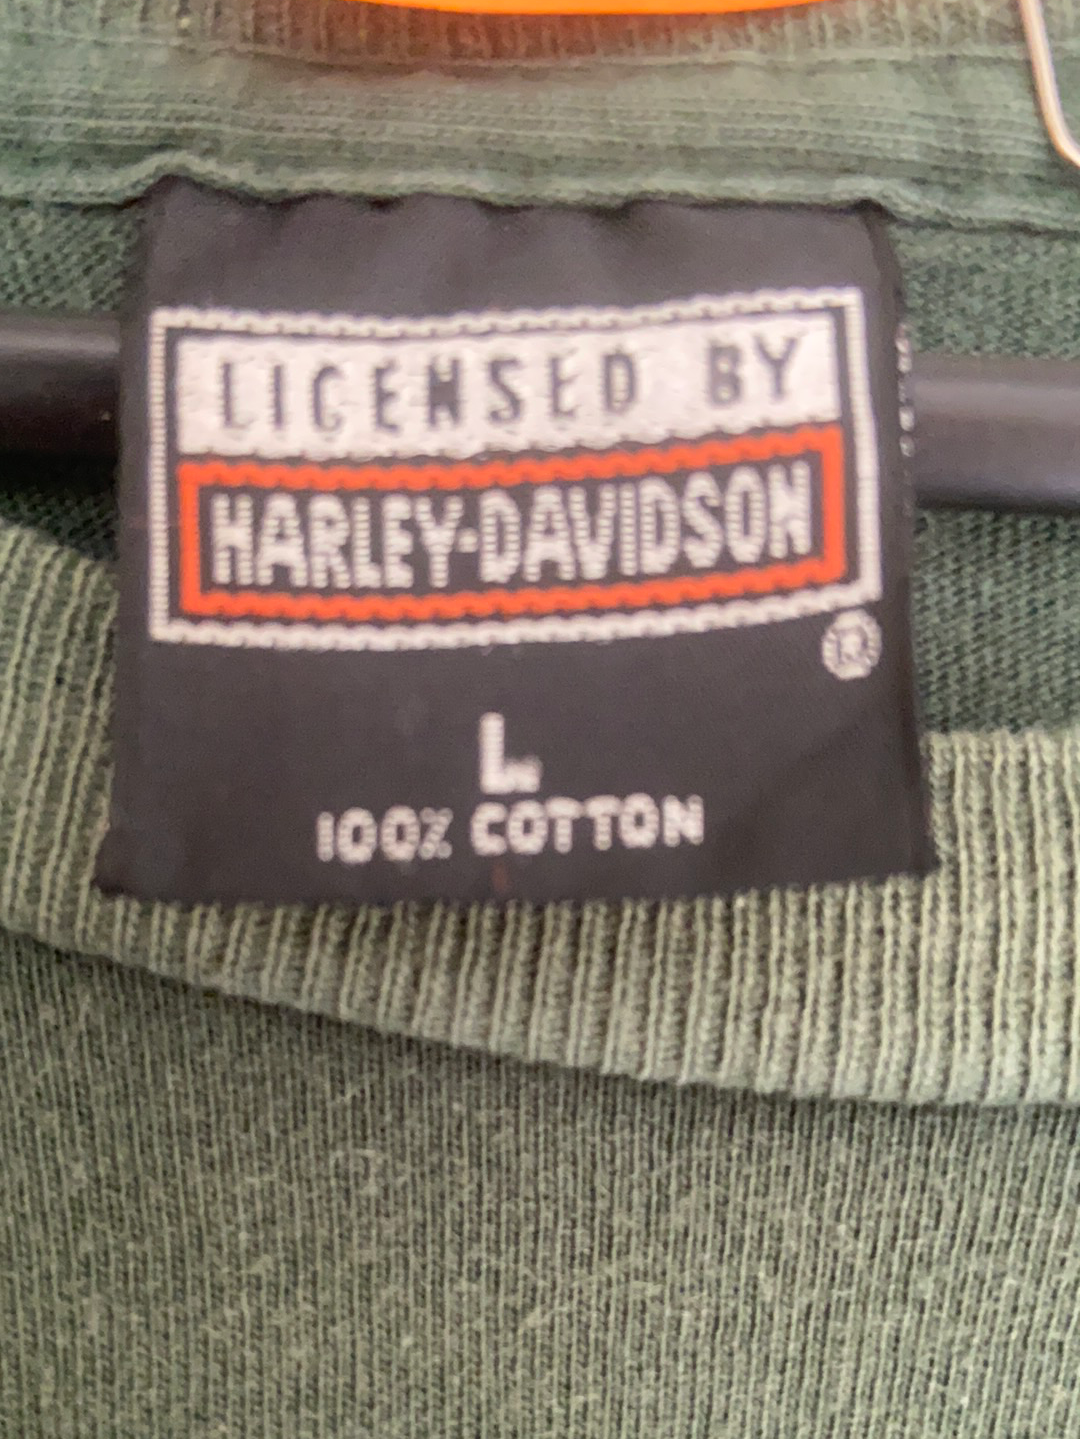 LICENSED BY
HARLEY-DAVIDSON
®
L
100% COTTON